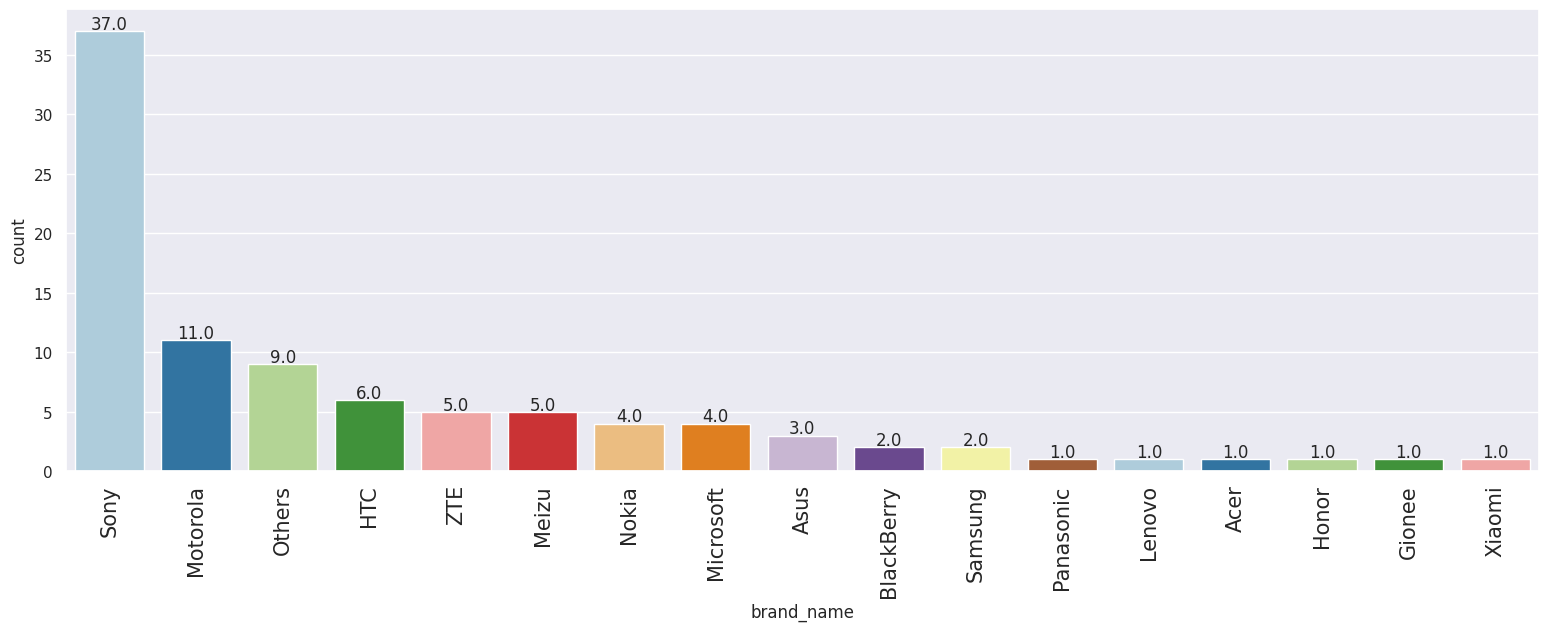 37.0
35
30
25
20
15
10
5
0
count
11.0
9.0
6.0
5.0
5.0
4.0
4.0
3.0
2.0
2.0
1.0
1.0
1.0
1.0
1.0
1.0
Sony
Motorola
Others
HTC
ZTE
Meizu
Nokia
Microsoft
Asus
BlackBerry
Samsung
Panasonic
Lenovo
Acer
Honor
Gionee
Xiaomi
brand_name